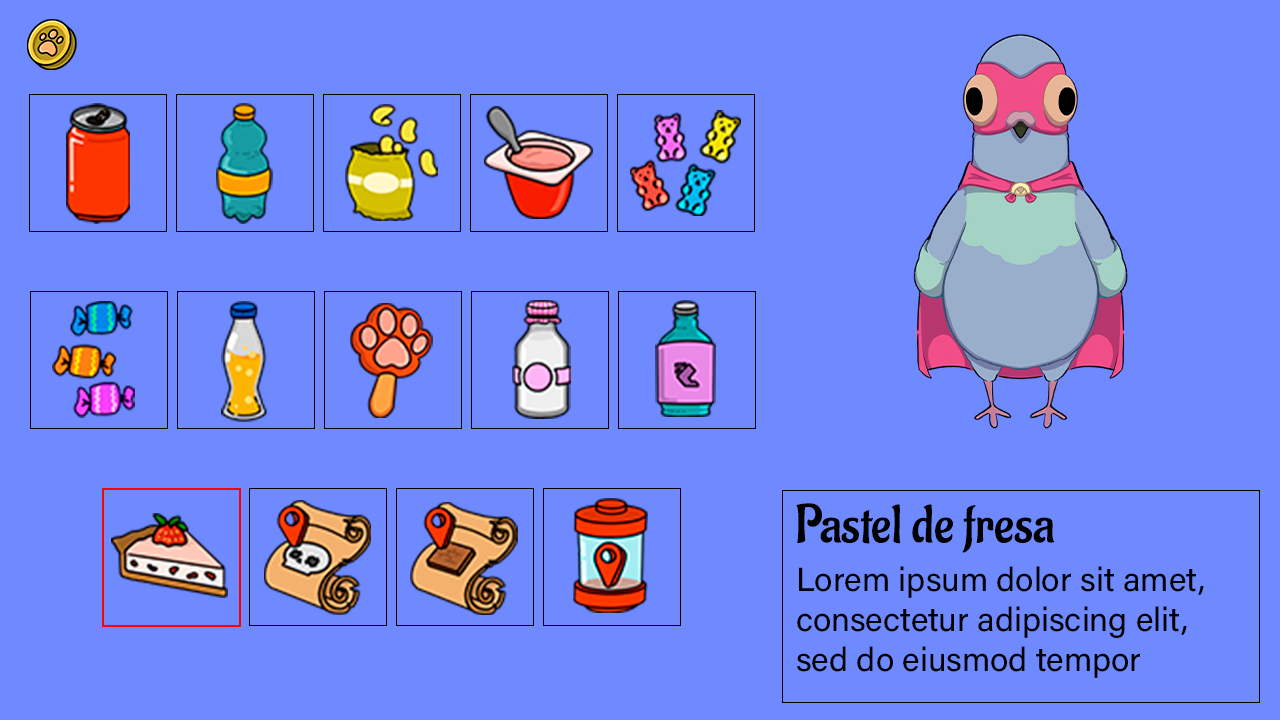 Pastel de fresa
Lorem ipsum dolor sit amet,
consectetur adipiscing elit,
sed do eiusmod tempor